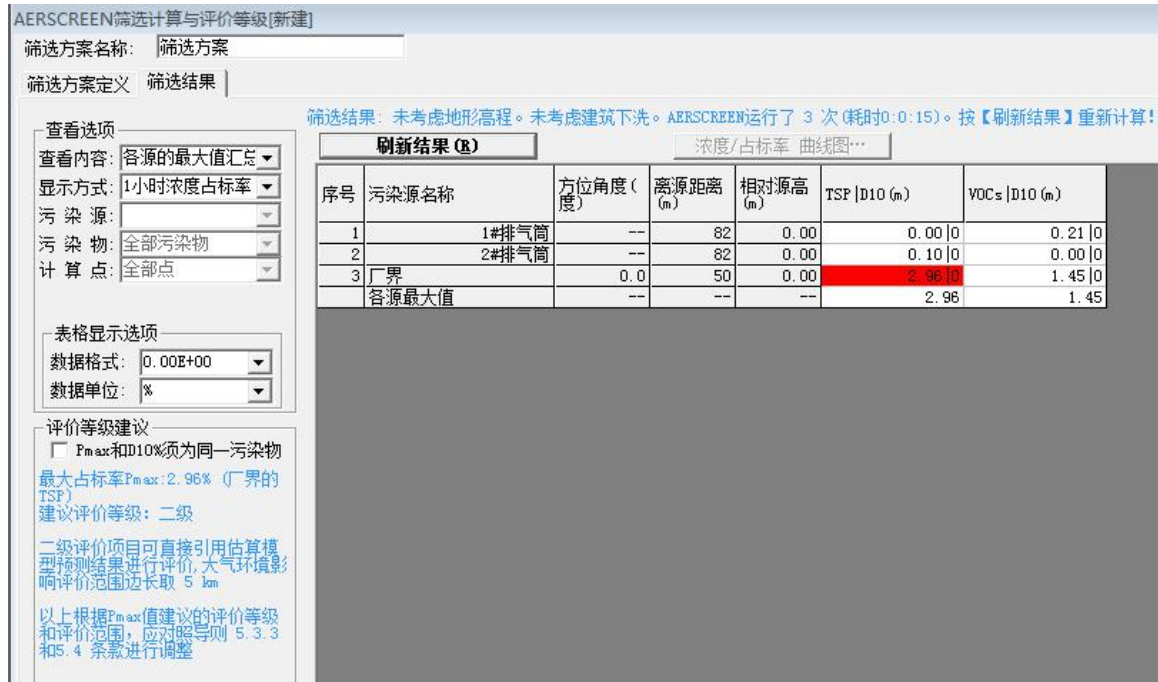 AERSCREEN筛选计算与评价等级[新建]
筛选方案名称: 筛选方案
筛选方案定义 筛选结果
筛选结果: 未考虑地形高程。未考虑建筑下洗。AERSCREEN运行了 3 次(耗时0:0:15)。按【刷新结果】重新计算!
查看选项
查看内容: 各源的最大值汇总
显示方式: 1小时浓度占标率
污 染 源:
污 染 物: 全部污染物
计 算 点: 全部点
表格显示选项
数据格式: 0.00E+00
数据单位: %
评价等级建议
Pmax和D10%须为同一污染物
最大占标率Pmax:2.96% (厂界的
TSP)
建议评价等级: 二级
二级评价项目可直接引用估算模
型预测结果进行评价,大气环境影
响评价范围边长取 5 km
以上根据Pmax值建议的评价等级
和评价范围,应对照导则 5.3.3
和5.4 条款进行调整
刷新结果(R) 浓度/占标率 曲线图…
序号 污染源名称 方位角度(度) 离源距离(m) 相对源高(m) TSP|D10(m) VOCs|D10(m)
1 1#排气筒 -- 82 0.00 0.00|0 0.21|0
2 2#排气筒 -- 82 0.00 0.10|0 0.00|0
3 厂界 0.0 50 0.00 2.96|0 1.45|0
各源最大值 -- -- -- 2.96 1.45